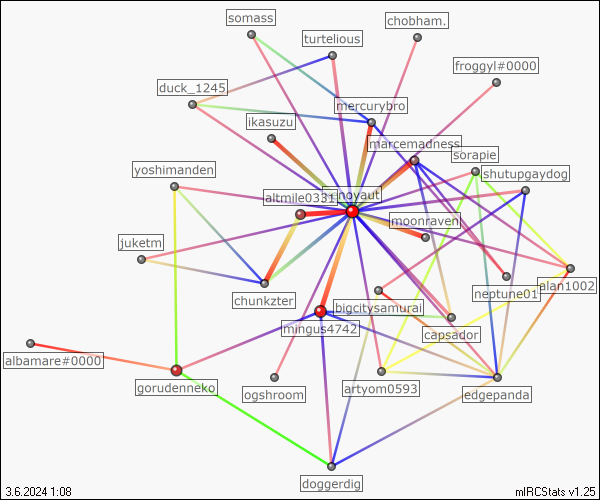 somass
chobham.
turtelious
froggyl#0000
duck_1245
mercurybro
ikasuzu
marcemadness
sorapie
yoshimanden
shutupgaydog
altmile0331
noyaut
moonraven
juketm
chunkzter
neptune01
alan1002
bigcitysamurai
mingus4742
capsador
albamare#0000
gorudenneko
ogshroom
artyom0593
edgepanda
doggerdig
3.6.2024 1:08
mIRCStats v1.25